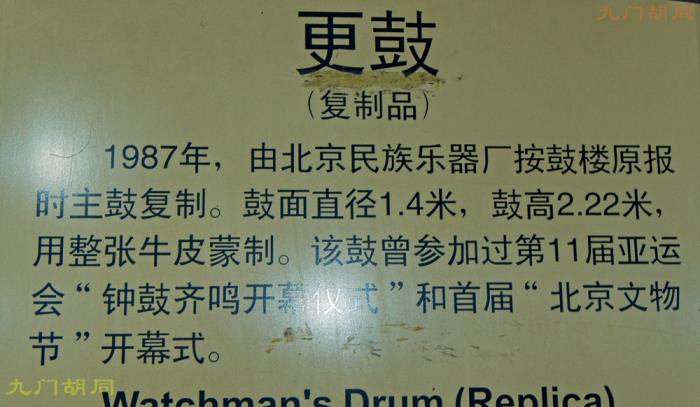 九门胡同
更鼓
（复制品）
1987年，由北京民族乐器厂按鼓楼原报
时主鼓复制。鼓面直径1.4米，鼓高2.22米，
用整张牛皮蒙制。该鼓曾参加过第11届亚运
会“钟鼓齐鸣开幕仪式”和首届“北京文物
节”开幕式。
九门胡同
Watchman's Drum (Replica)